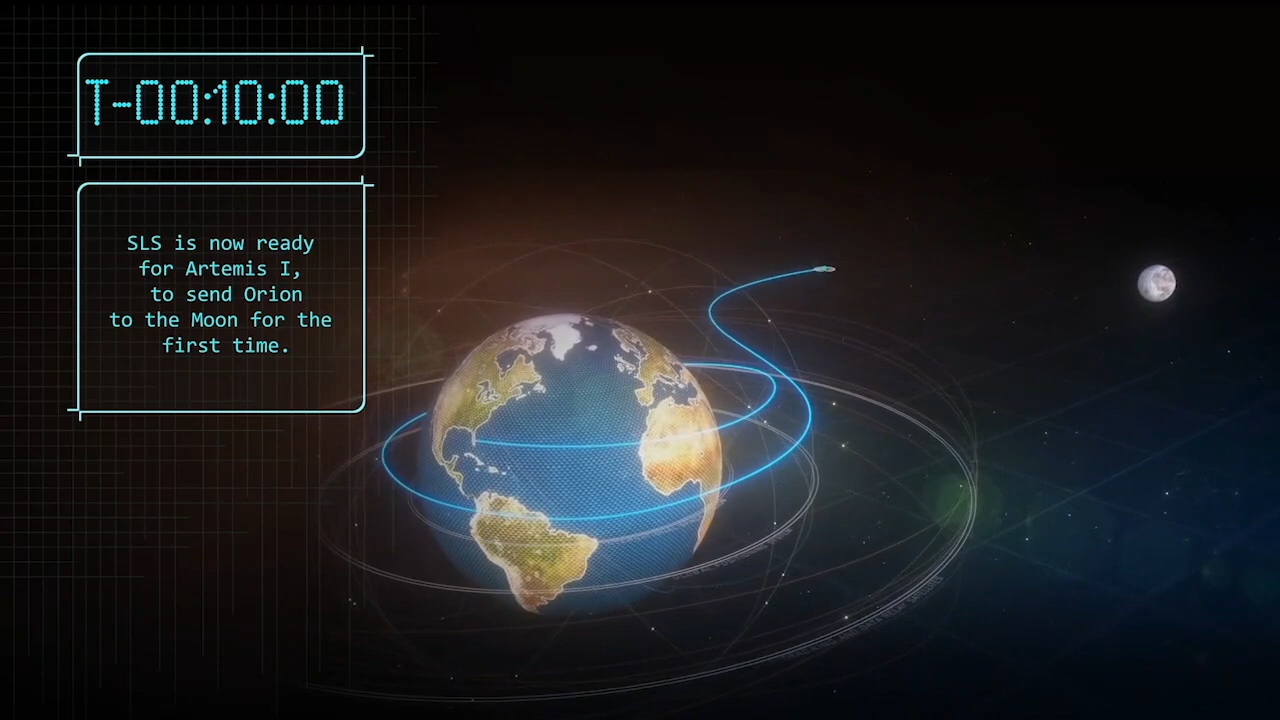 T-00:10:00
SLS is now ready
for Artemis I,
to send Orion
to the Moon for the
first time.